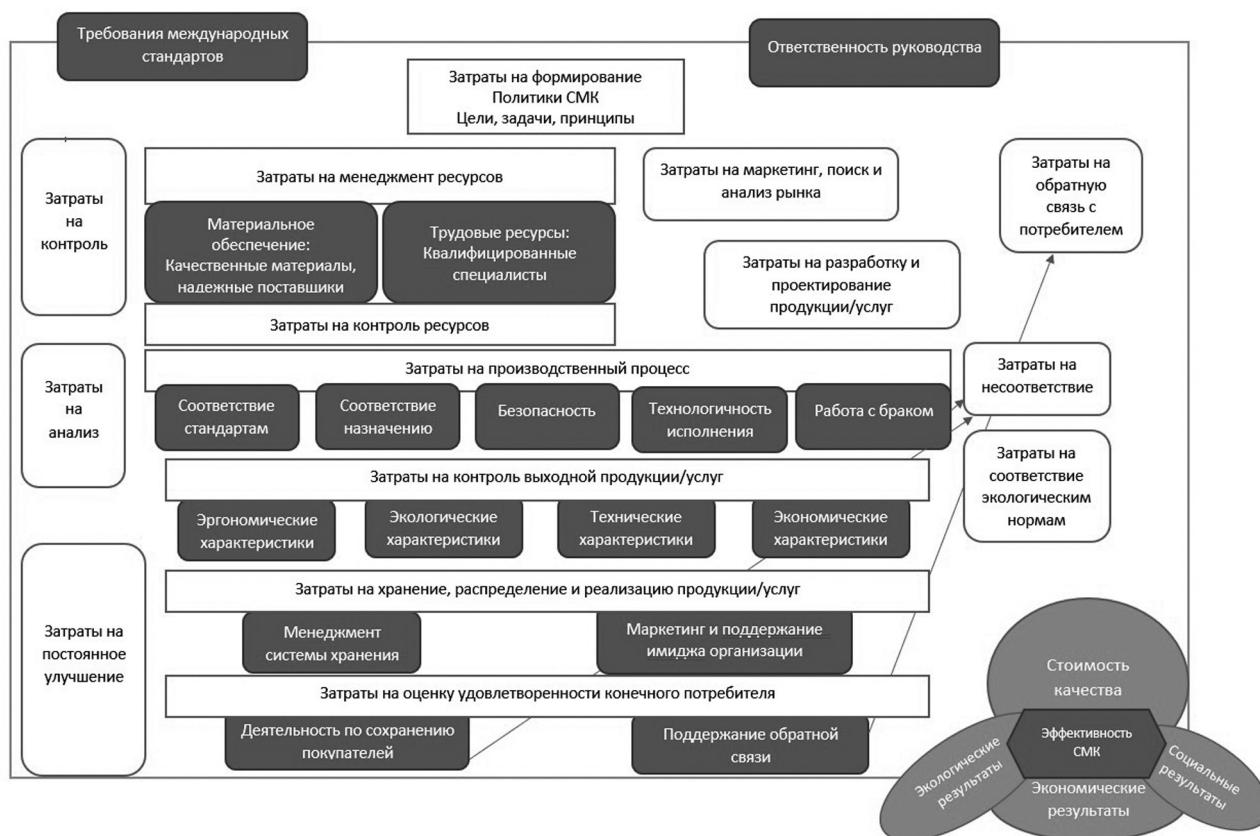 Требования международных
стандартов
Ответственность руководства
Затраты на формирование
Политики СМК
Цели, задачи, принципы
Затраты
на
контроль
Затраты на менеджмент ресурсов
Материальное
обеспечение:
Качественные материалы,
надежные поставщики
Трудовые ресурсы:
Квалифицированные
специалисты
Затраты на контроль ресурсов
Затраты на маркетинг, поиск и
анализ рынка
Затраты на разработку и
проектирование
продукции/услуг
Затраты на
обратную
связь с
потребителем
Затраты
на
анализ
Затраты на производственный процесс
Соответствие
стандартам
Соответствие
назначению
Безопасность
Технологичность
исполнения
Работа с браком
Затраты на
несоответствие
Затраты на
соответствие
экологическим
нормам
Затраты на контроль выходной продукции/услуг
Эргономические
характеристики
Экологические
характеристики
Технические
характеристики
Экономические
характеристики
Затраты на
постоянное
улучшение
Затраты на хранение, распределение и реализацию продукции/услуг
Менеджмент
системы хранения
Маркетинг и поддержание
имиджа организации
Затраты на оценку удовлетворенности конечного потребителя
Деятельность по сохранению
покупателей
Поддержание обратной
связи
Стоимость
качества
Эффективность
СМК
Экологические
результаты
Социальные
результаты
Экономические
результаты